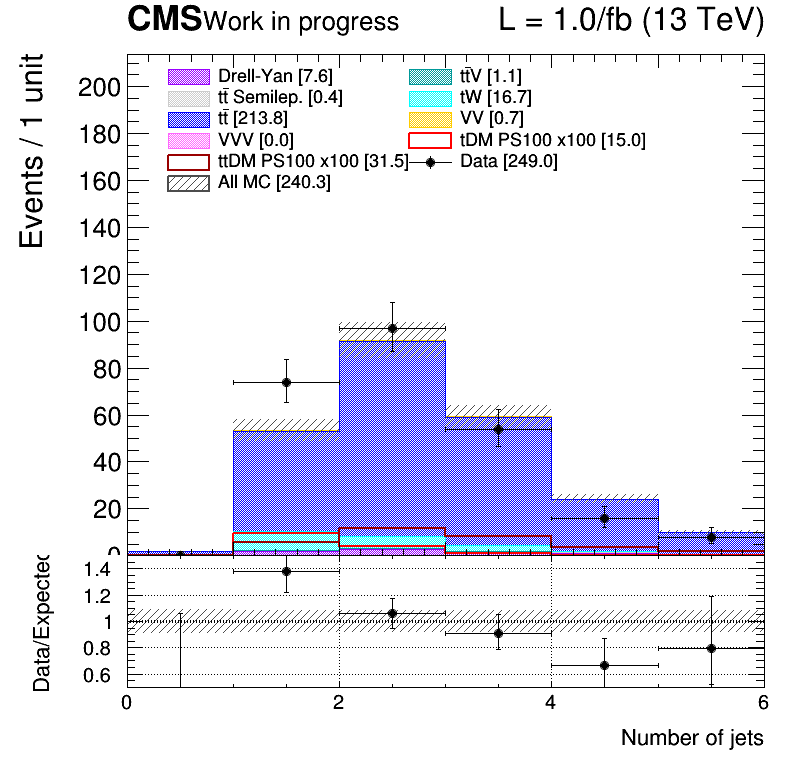 CMS Work in progress L = 1.0/fb (13 TeV)
Events / 1 unit
200
180
160
140
120
100
80
60
40
20
0
Drell-Yan [7.6] tt̄V [1.1]
tt̄ Semilep. [0.4] tW [16.7]
tt̄ [213.8] VV [0.7]
VVV [0.0] tDM PS100 x100 [15.0]
ttDM PS100 x100 [31.5] Data [249.0]
All MC [240.3]
Data/Expected
1.4
1.2
1
0.8
0.6
0 2 4 6
Number of jets